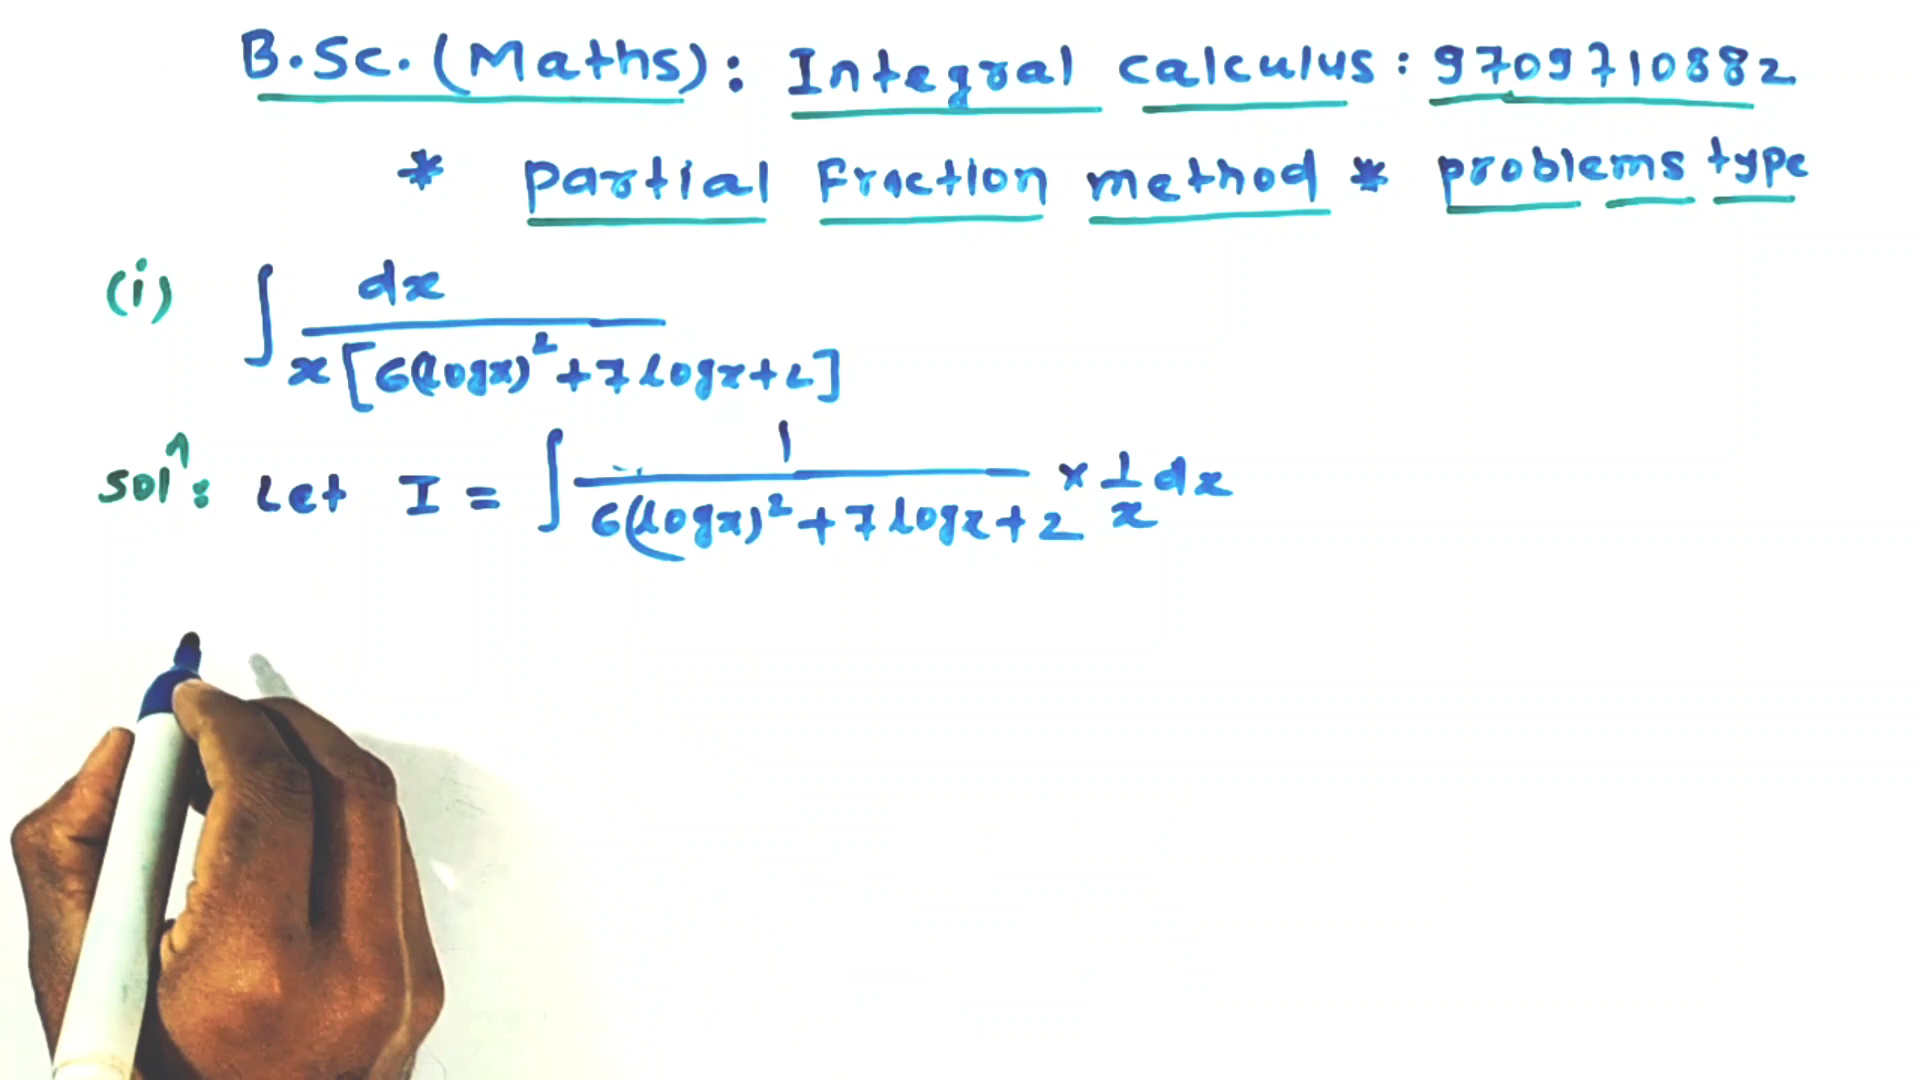 B.Sc. (Maths): Integral calculus: 9709710882
* Partial Fraction method * problems type
(i) ∫ dx / x[6(logx)² + 7 logx + 2]
Solⁿ: Let I = ∫ 1 / 6(logx)² + 7 logx + 2 × 1/x dx